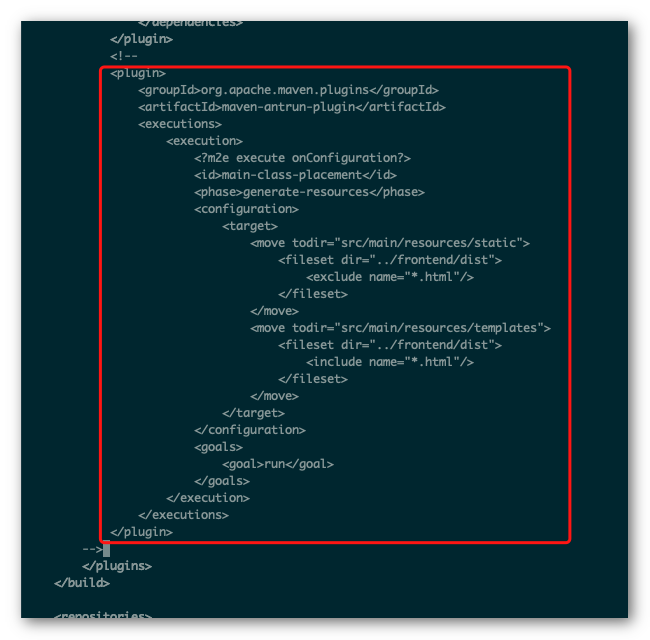 </dependencies>
</plugin>
<!--
<plugin>
<groupId>org.apache.maven.plugins</groupId>
<artifactId>maven-antrun-plugin</artifactId>
<executions>
<execution>
<?m2e execute onConfiguration?>
<id>main-class-placement</id>
<phase>generate-resources</phase>
<configuration>
<target>
<move todir="src/main/resources/static">
<fileset dir="../frontend/dist">
<exclude name="*.html"/>
</fileset>
</move>
<move todir="src/main/resources/templates">
<fileset dir="../frontend/dist">
<include name="*.html"/>
</fileset>
</move>
</target>
</configuration>
<goals>
<goal>run</goal>
</goals>
</execution>
</executions>
</plugin>
-->
</plugins>
</build>
<repositories>